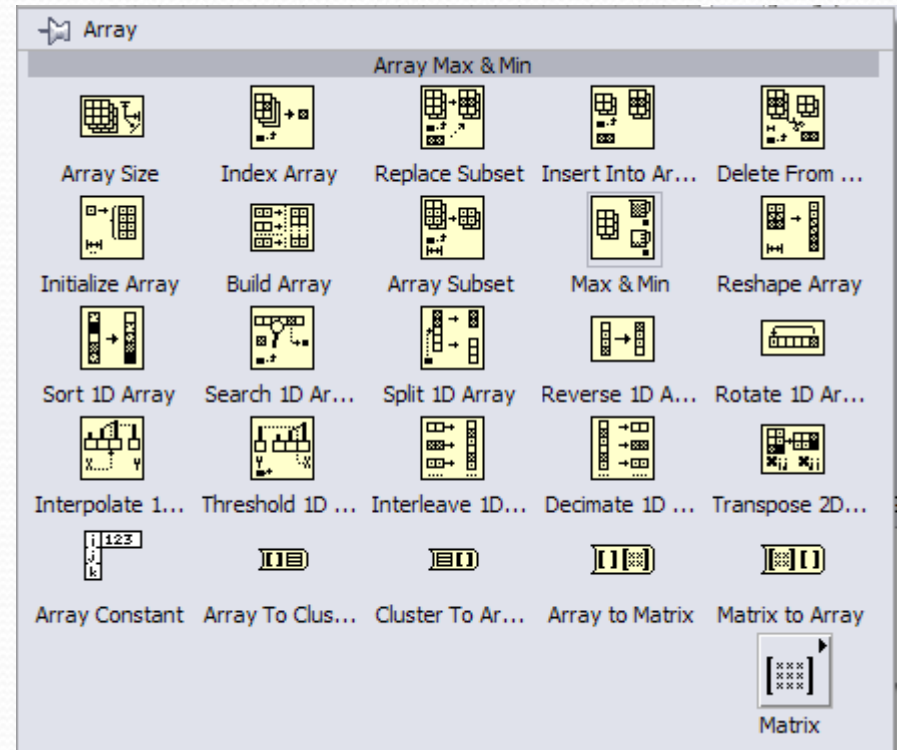 Array
Array Max & Min
Array Size Index Array Replace Subset Insert Into Ar... Delete From ...
Initialize Array Build Array Array Subset Max & Min Reshape Array
Sort 1D Array Search 1D Ar... Split 1D Array Reverse 1D A... Rotate 1D Ar...
X Y Y X Xij Xji
Interpolate 1... Threshold 1D ... Interleave 1D... Decimate 1D ... Transpose 2D...
i 123
j
k
Array Constant Array To Clus... Cluster To Ar... Array to Matrix Matrix to Array
Matrix